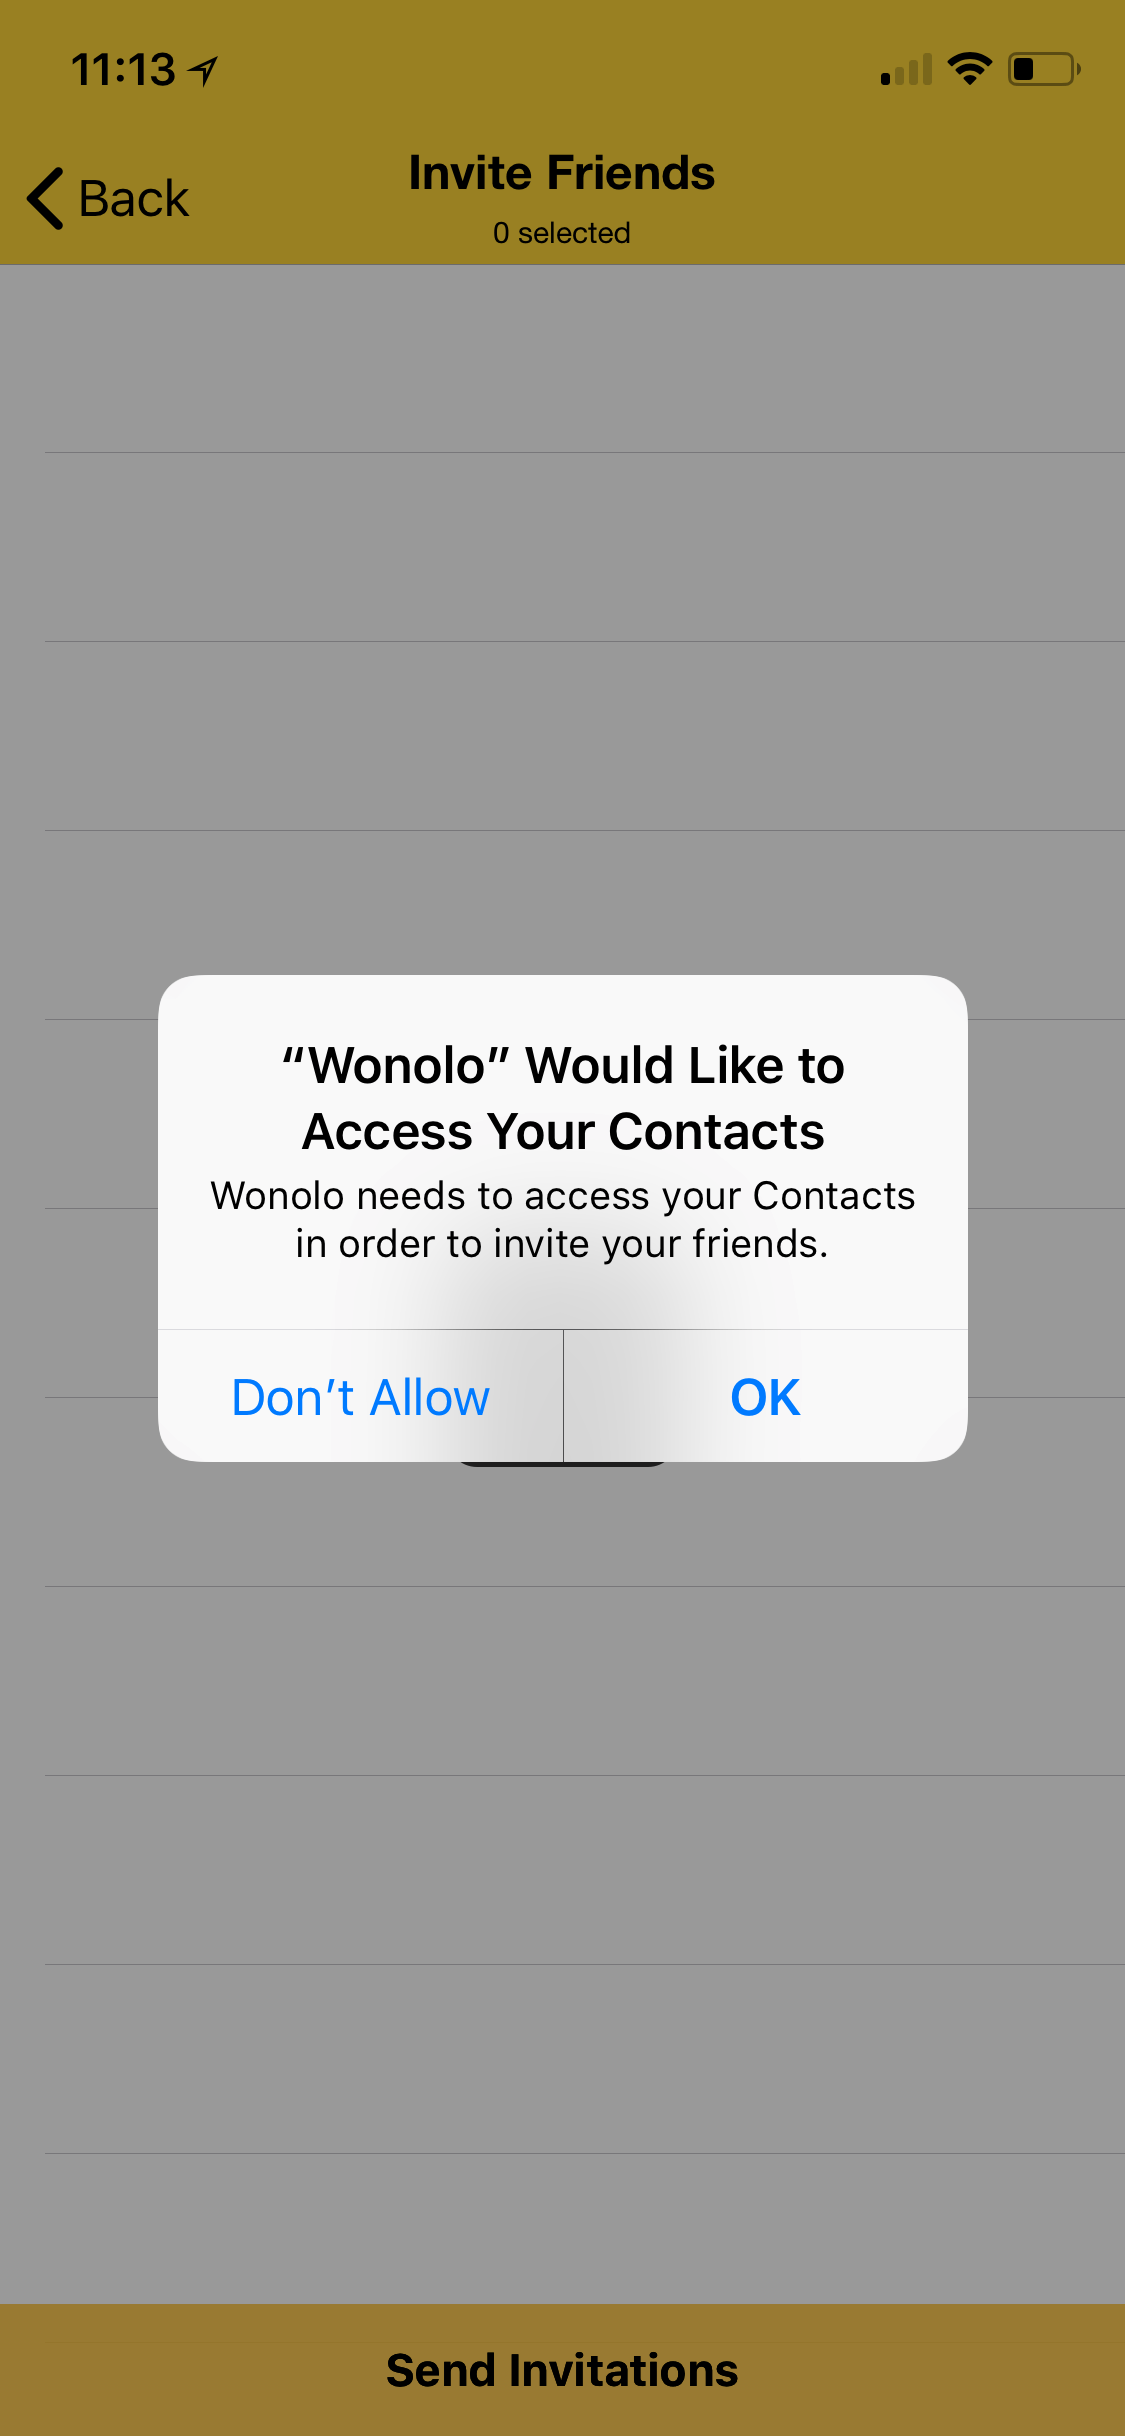 11:13
Back
Invite Friends
0 selected
“Wonolo” Would Like to
Access Your Contacts
Wonolo needs to access your Contacts
in order to invite your friends.
Don’t Allow
OK
Send Invitations